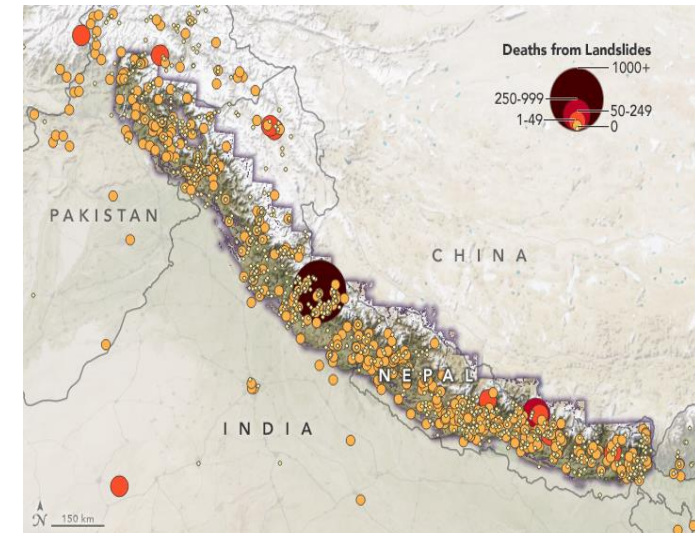 Deaths from Landslides
1000+
250-999
50-249
1-49
0
PAKISTAN
CHINA
NEPAL
INDIA
N
150 km